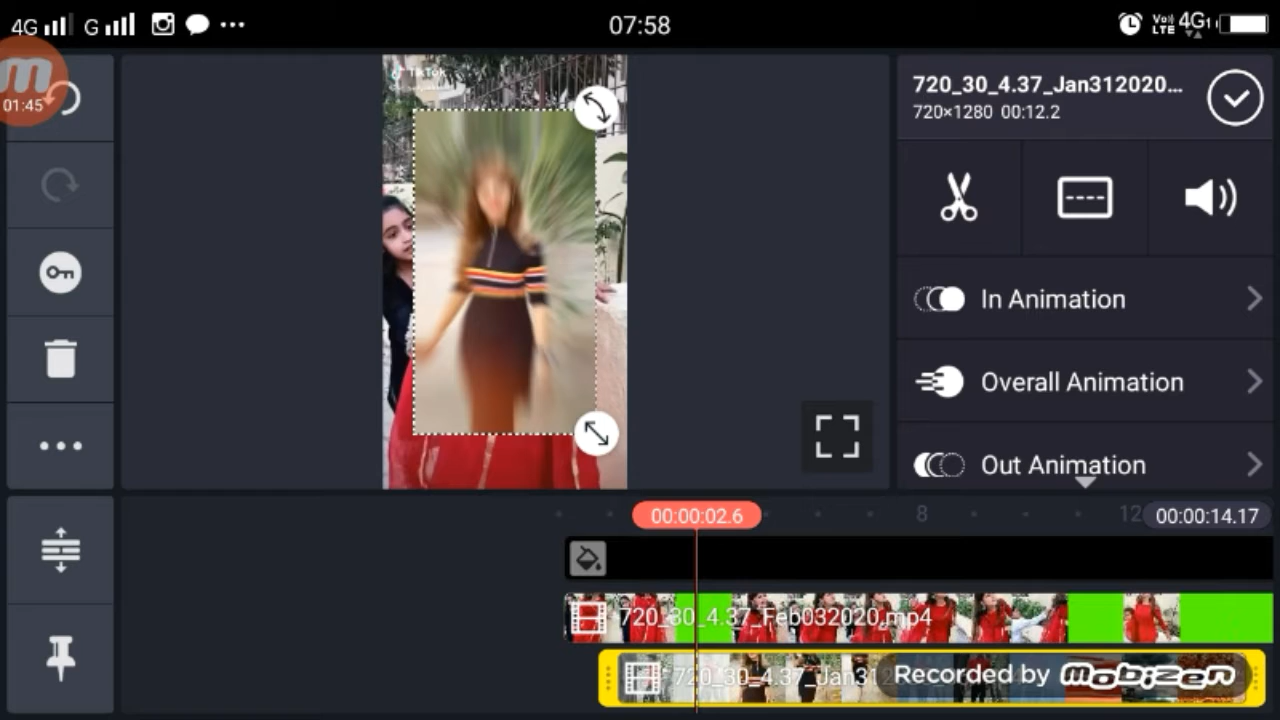 4G G 07:58 Vo) LTE 4G
01:45
TikTok
720_30_4.37_Jan312020...
720×1280 00:12.2
In Animation
Overall Animation
Out Animation
00:00:02.6 8 12 00:00:14.17
720_30_4.37_Feb032020.mp4
720_30_4.37_Jan31
Recorded by mobizen